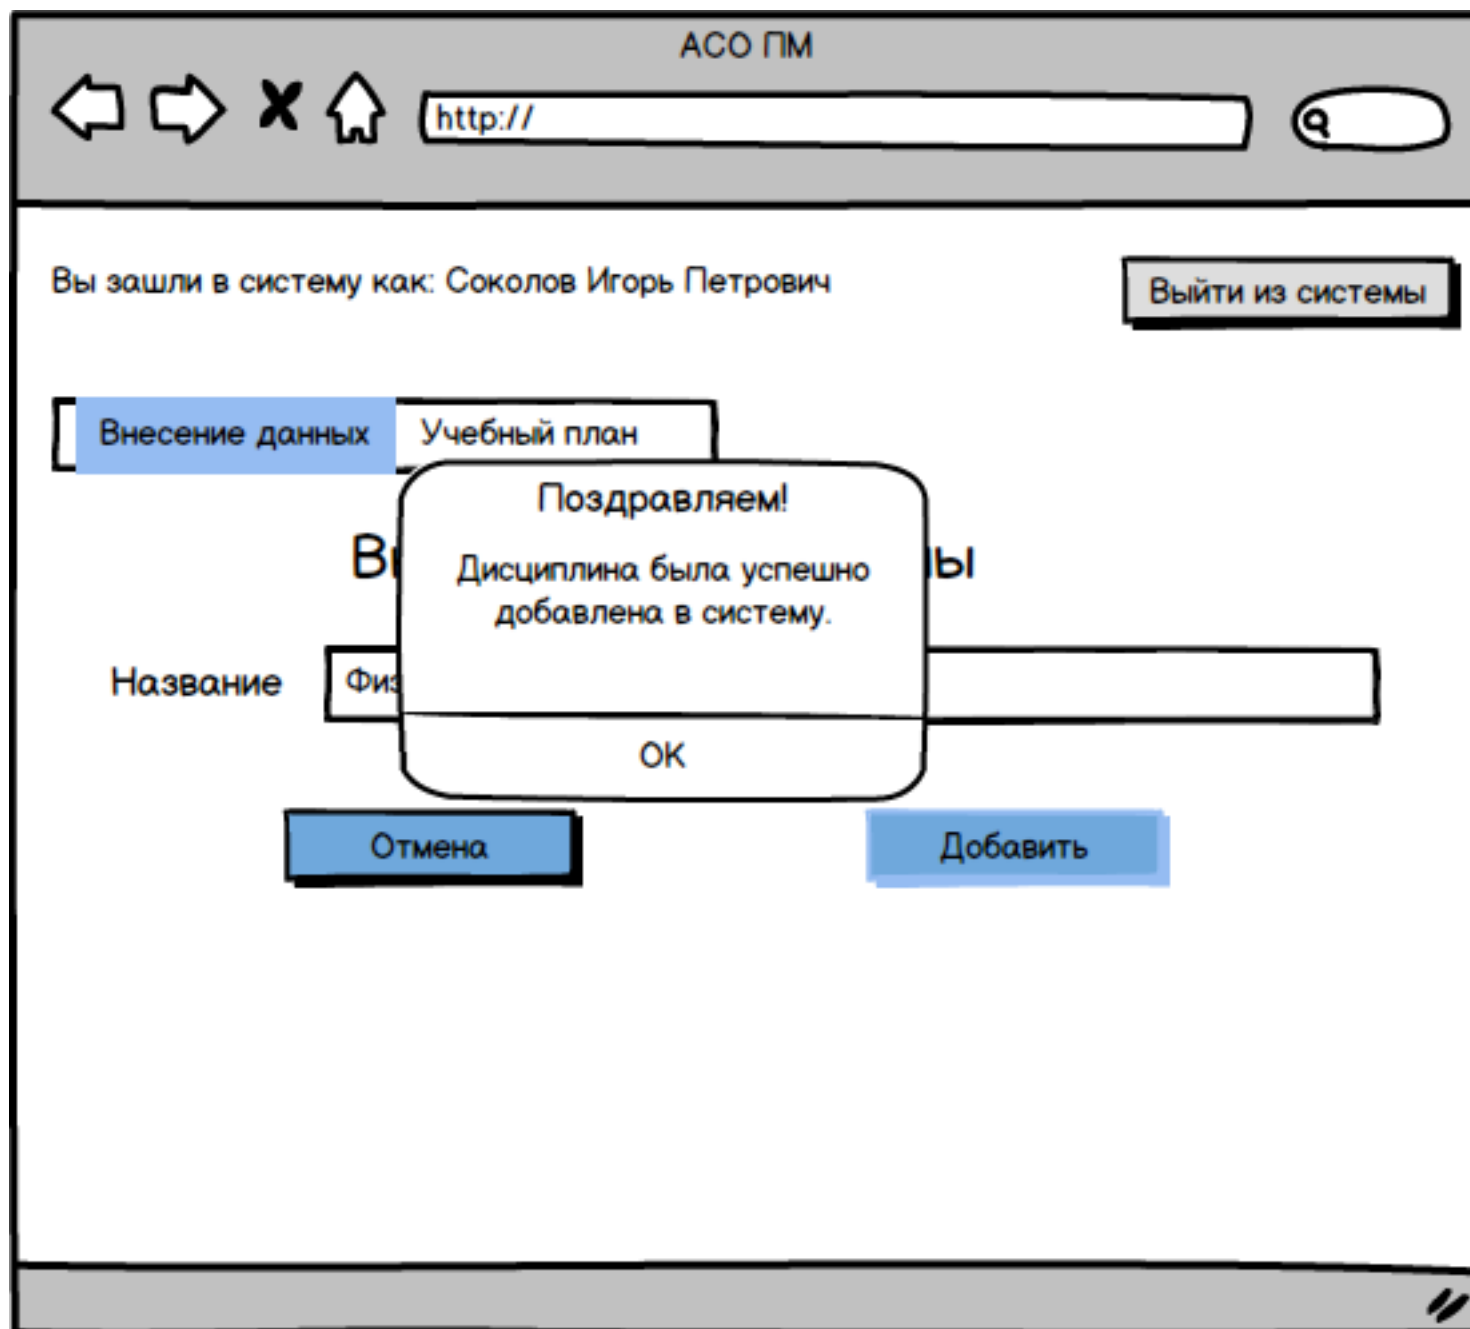 АСО ПМ
http://
Вы зашли в систему как: Соколов Игорь Петрович
Выйти из системы
Внесение данных Учебный план
Поздравляем!
Дисциплина была успешно
добавлена в систему.
Название
ОК
Отмена
Добавить